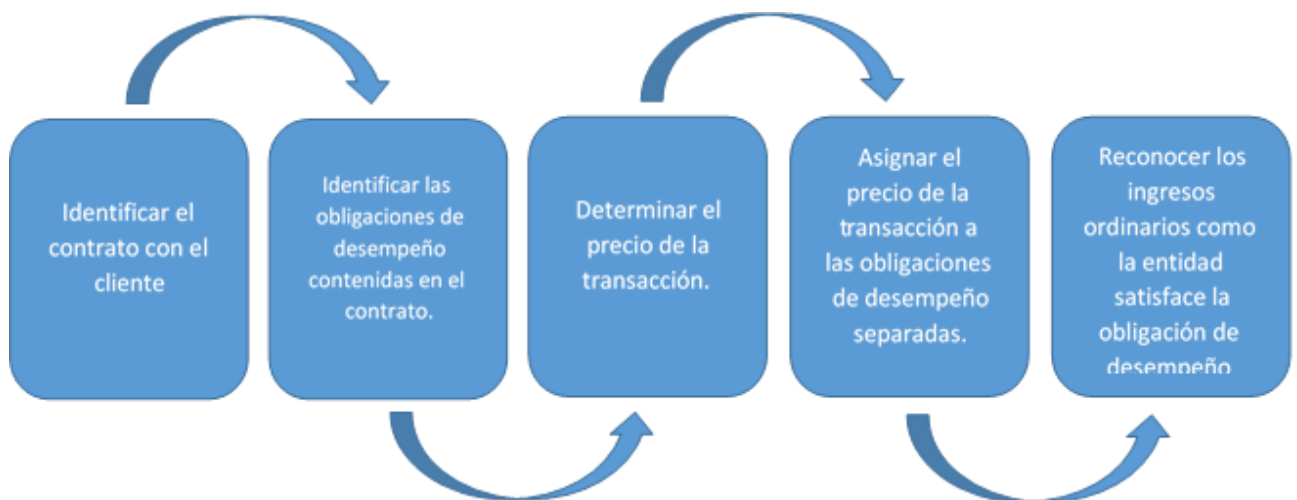 Identificar el
contrato con el
cliente
Identificar las
obligaciones de
desempeño
contenidas en el
contrato.
Determinar el
precio de la
transacción.
Asignar el
precio de la
transacción a
las obligaciones
de desempeño
separadas.
Reconocer los
ingresos
ordinarios como
la entidad
satisface la
obligación de
desempeño